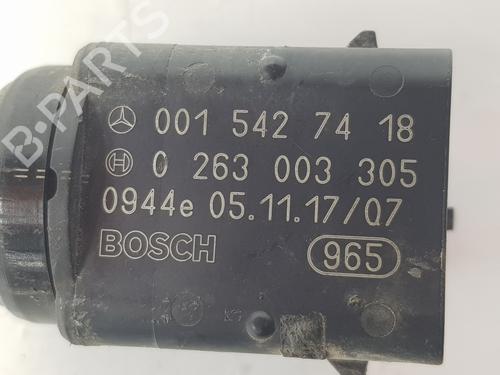 001 542 74 18
0 263 003 305
0944e 05.11.17/07
BOSCH 965
B-PARTS